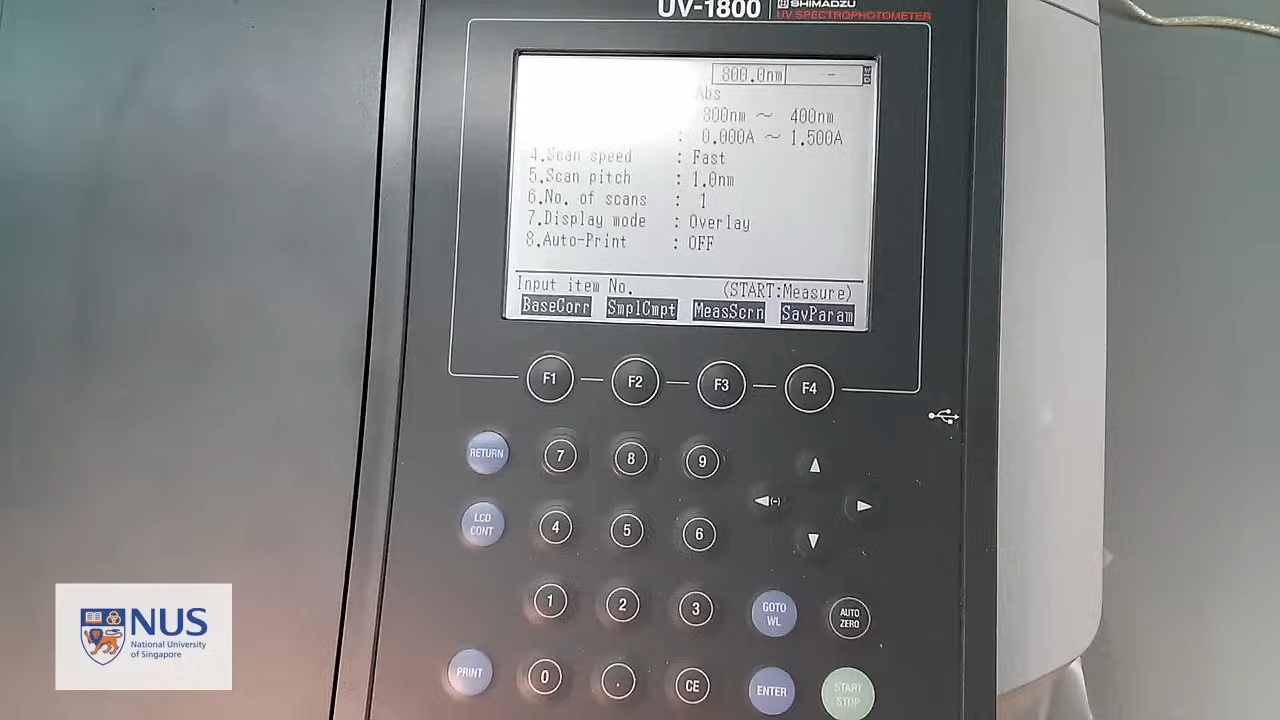 UV-1800 SHIMADZU
UV SPECTROPHOTOMETER
800.0nm --
Abs
800nm ~ 400nm
: 0.000A ~ 1.500A
4.Scan speed : Fast
5.Scan pitch : 1.0nm
6.No. of scans : 1
7.Display mode : Overlay
8.Auto-Print : OFF
Input item No. (START:Measure)
BaseCorr SmplCmpt MeasScrn SavParam
F1 F2 F3 F4
RETURN 7 8 9
LCD CONT 4 5 6
(-)
1 2 3 GOTO WL AUTO ZERO
PRINT 0 . CE ENTER START STOP
NUS
National University
of Singapore